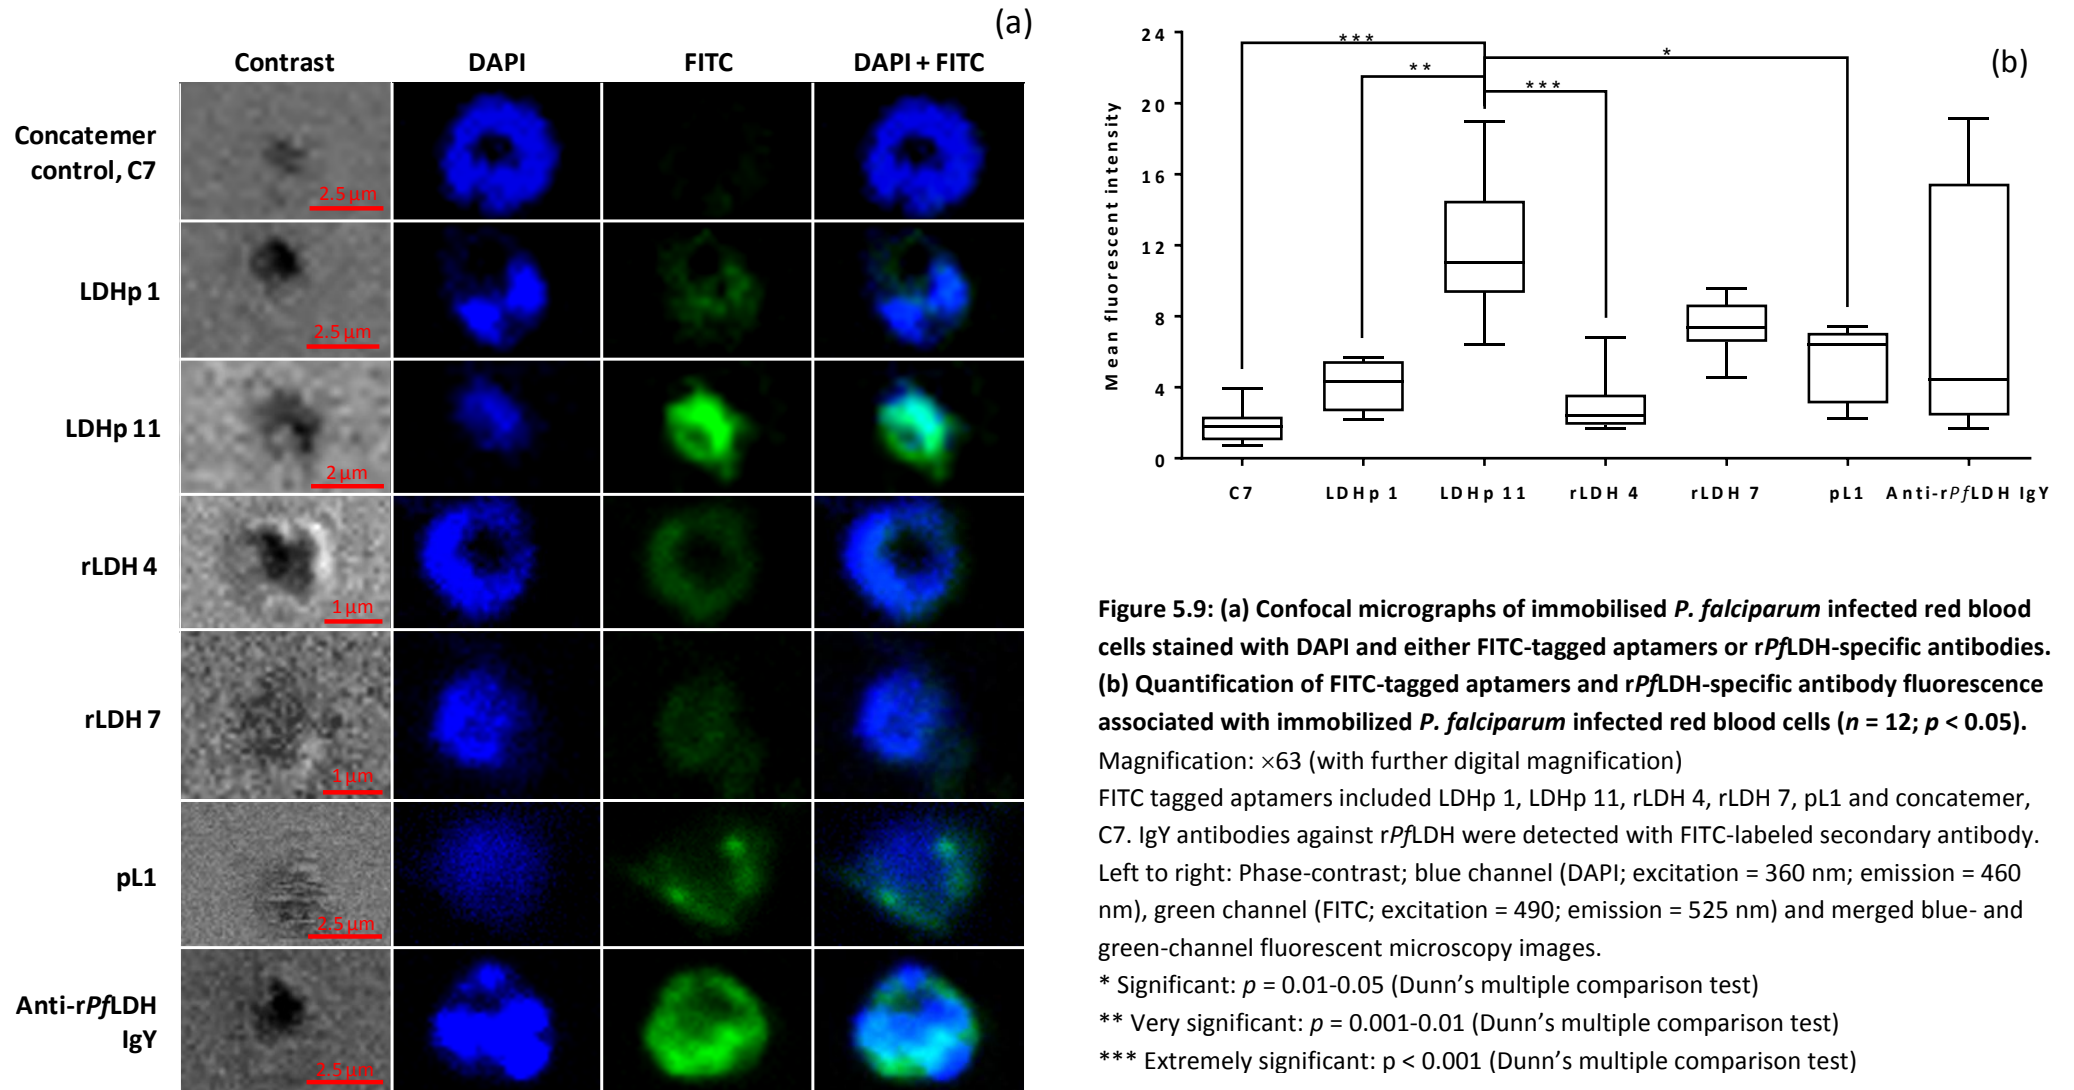 (a)
Contrast DAPI FITC DAPI + FITC
Concatemer
control, C7
2.5 µm
LDHp 1
2.5 µm
LDHp 11
2 µm
rLDH 4
1 µm
rLDH 7
1 µm
pL1
2.5 µm
Anti-rPfLDH
IgY
2.5 µm
(b)
Mean fluorescent intensity
24
20
16
12
8
4
0
***
**
***
*
C7 LDHp 1 LDHp 11 rLDH 4 rLDH 7 pL1 Anti-rPfLDH IgY
Figure 5.9: (a) Confocal micrographs of immobilised P. falciparum infected red blood
cells stained with DAPI and either FITC-tagged aptamers or rPfLDH-specific antibodies.
(b) Quantification of FITC-tagged aptamers and rPfLDH-specific antibody fluorescence
associated with immobilized P. falciparum infected red blood cells (n = 12; p < 0.05).
Magnification: ×63 (with further digital magnification)
FITC tagged aptamers included LDHp 1, LDHp 11, rLDH 4, rLDH 7, pL1 and concatemer,
C7. IgY antibodies against rPfLDH were detected with FITC-labeled secondary antibody.
Left to right: Phase-contrast; blue channel (DAPI; excitation = 360 nm; emission = 460
nm), green channel (FITC; excitation = 490; emission = 525 nm) and merged blue- and
green-channel fluorescent microscopy images.
* Significant: p = 0.01-0.05 (Dunn’s multiple comparison test)
** Very significant: p = 0.001-0.01 (Dunn’s multiple comparison test)
*** Extremely significant: p < 0.001 (Dunn’s multiple comparison test)